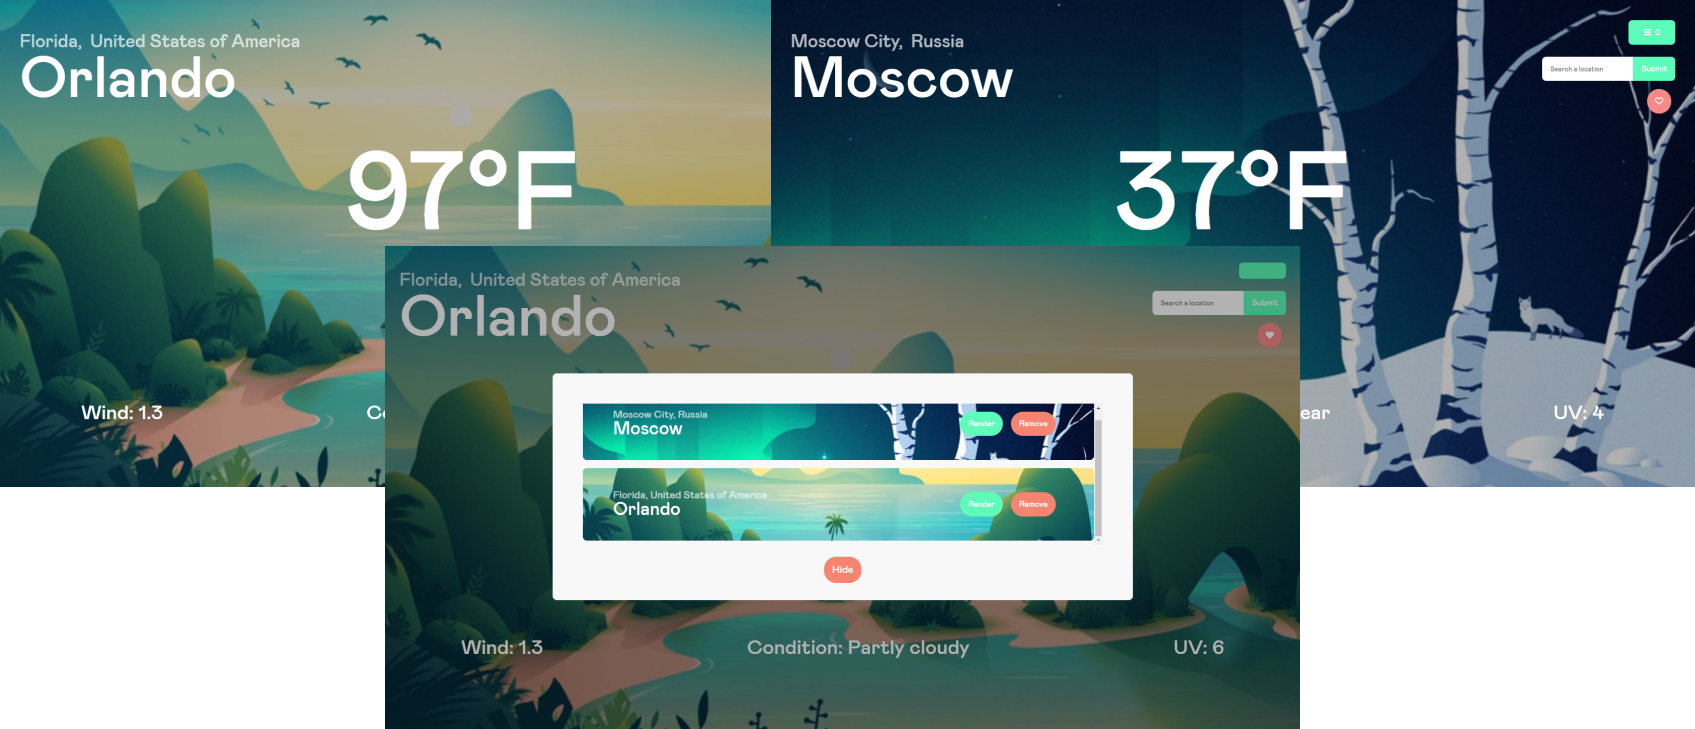 Florida, United States of America
Orlando
97°F
Wind: 1.3
Moscow City, Russia
Moscow
0
Search a location
Submit
37°F
ear
UV: 4
Florida, United States of America
Orlando
Search a location
Submit
Moscow City, Russia
Moscow
Render
Remove
Florida, United States of America
Orlando
Render
Remove
Hide
Wind: 1.3
Condition: Partly cloudy
UV: 6